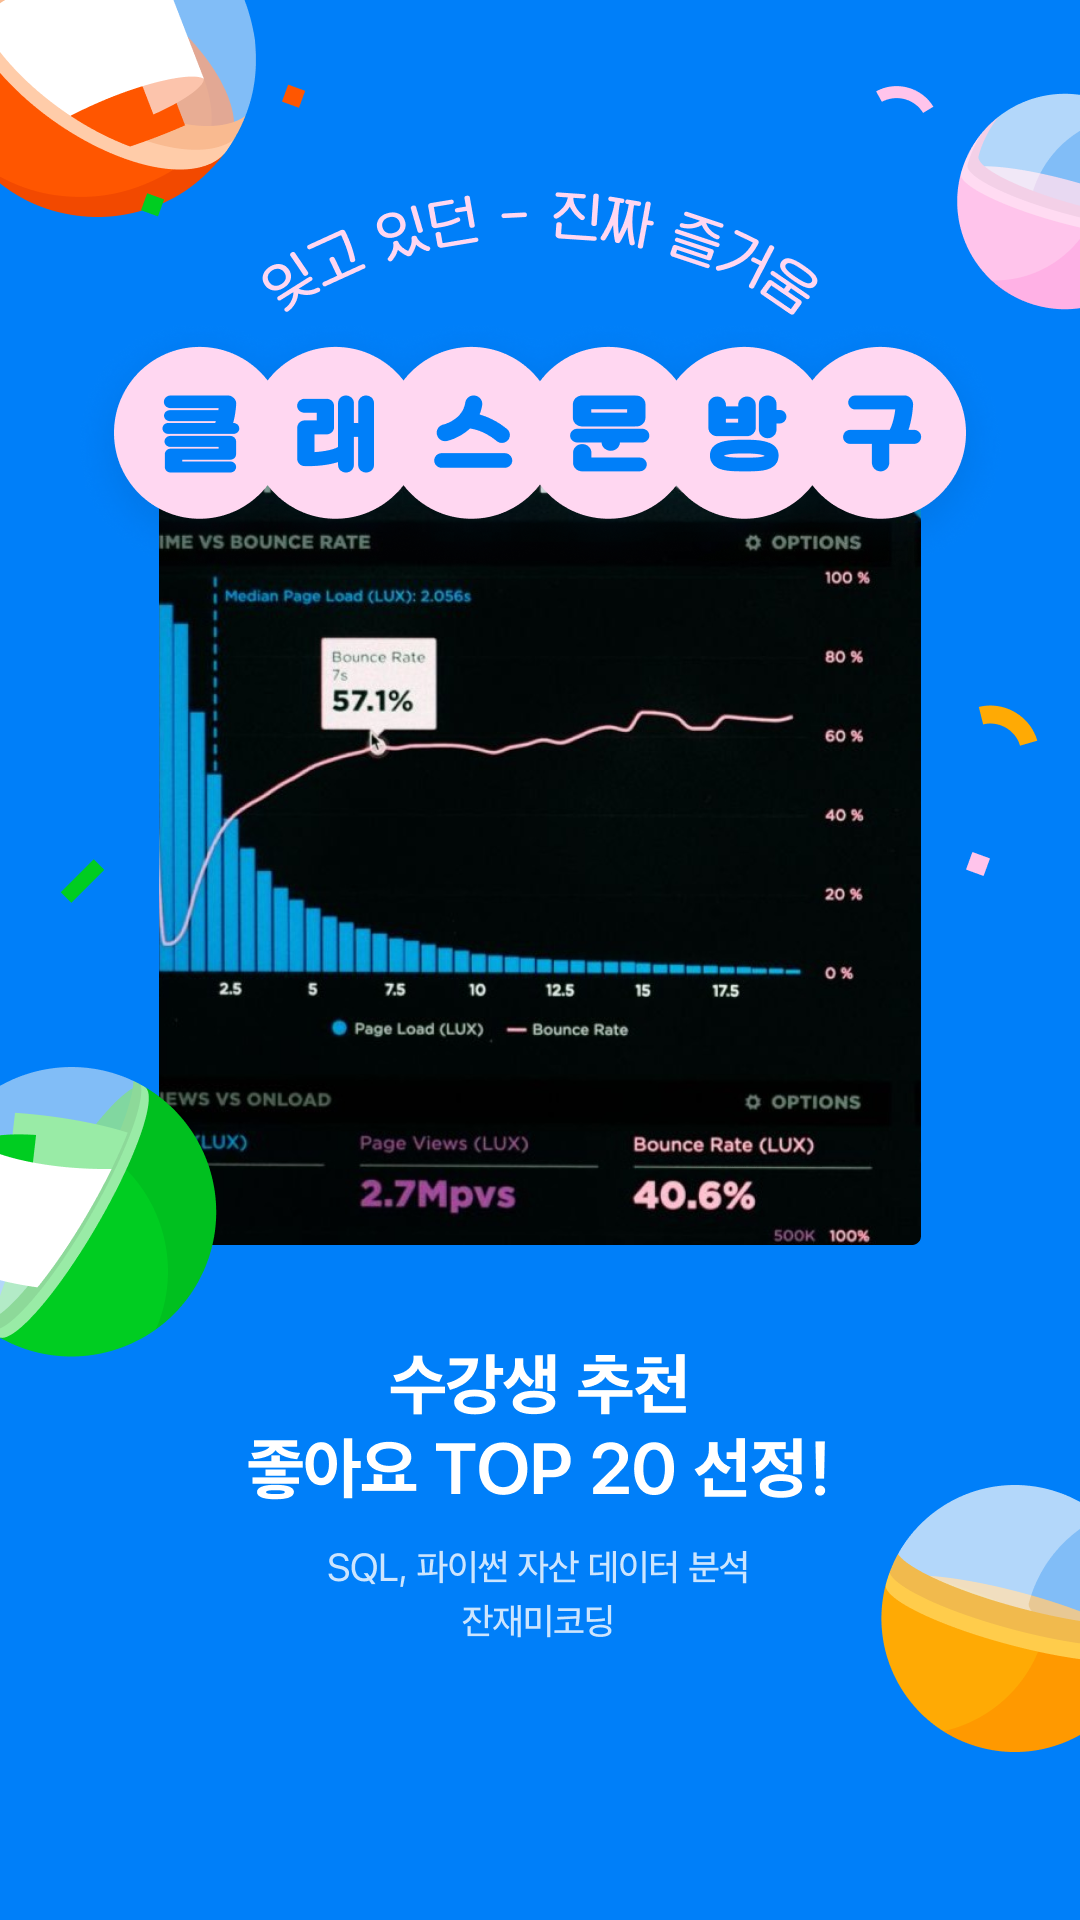 잊고 있던 - 진짜 즐거움
클래스문방구
IME VS BOUNCE RATE
OPTIONS
Median Page Load (LUX): 2.056s
Bounce Rate
7s
57.1%
100 %
80 %
60 %
40 %
20 %
0 %
2.5 5 7.5 10 12.5 15 17.5
Page Load (LUX) Bounce Rate
EWS VS ONLOAD
OPTIONS
(LUX) Page Views (LUX) Bounce Rate (LUX)
2.7Mpvs 40.6%
500K 100%
수강생 추천
좋아요 TOP 20 선정!
SQL, 파이썬 자산 데이터 분석
잔재미코딩